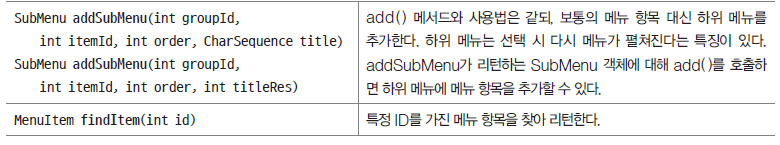 SubMenu addSubMenu(int groupId,
int itemId, int order, CharSequence title)
SubMenu addSubMenu(int groupId,
int itemId, int order, int titleRes)
add() 메서드와 사용법은 같되, 보통의 메뉴 항목 대신 하위 메뉴를
추가한다. 하위 메뉴는 선택 시 다시 메뉴가 펼쳐진다는 특징이 있다.
addSubMenu가 리턴하는 SubMenu 객체에 대해 add()를 호출하
면 하위 메뉴에 메뉴 항목을 추가할 수 있다.
MenuItem findItem(int id)
특정 ID를 가진 메뉴 항목을 찾아 리턴한다.